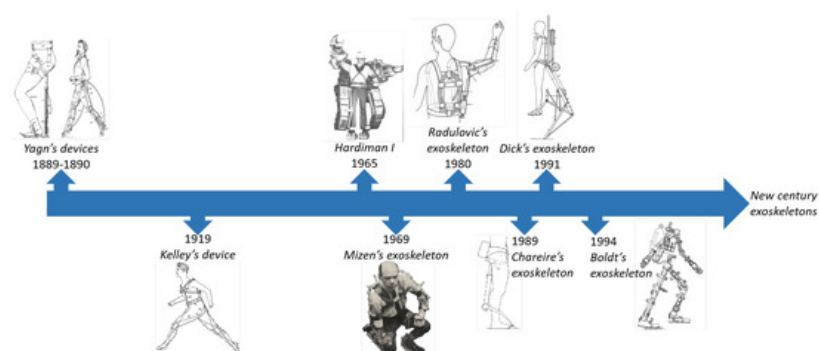 Yagn's devices
1889-1890
Hardiman I
1965
Radulovic's
exoskeleton
1980
Dick's exoskeleton
1991
New century
exoskeletons
1919
Kelley's device
1969
Mizen's exoskeleton
1989
Chareire's
exoskeleton
1994
Boldt's
exoskeleton